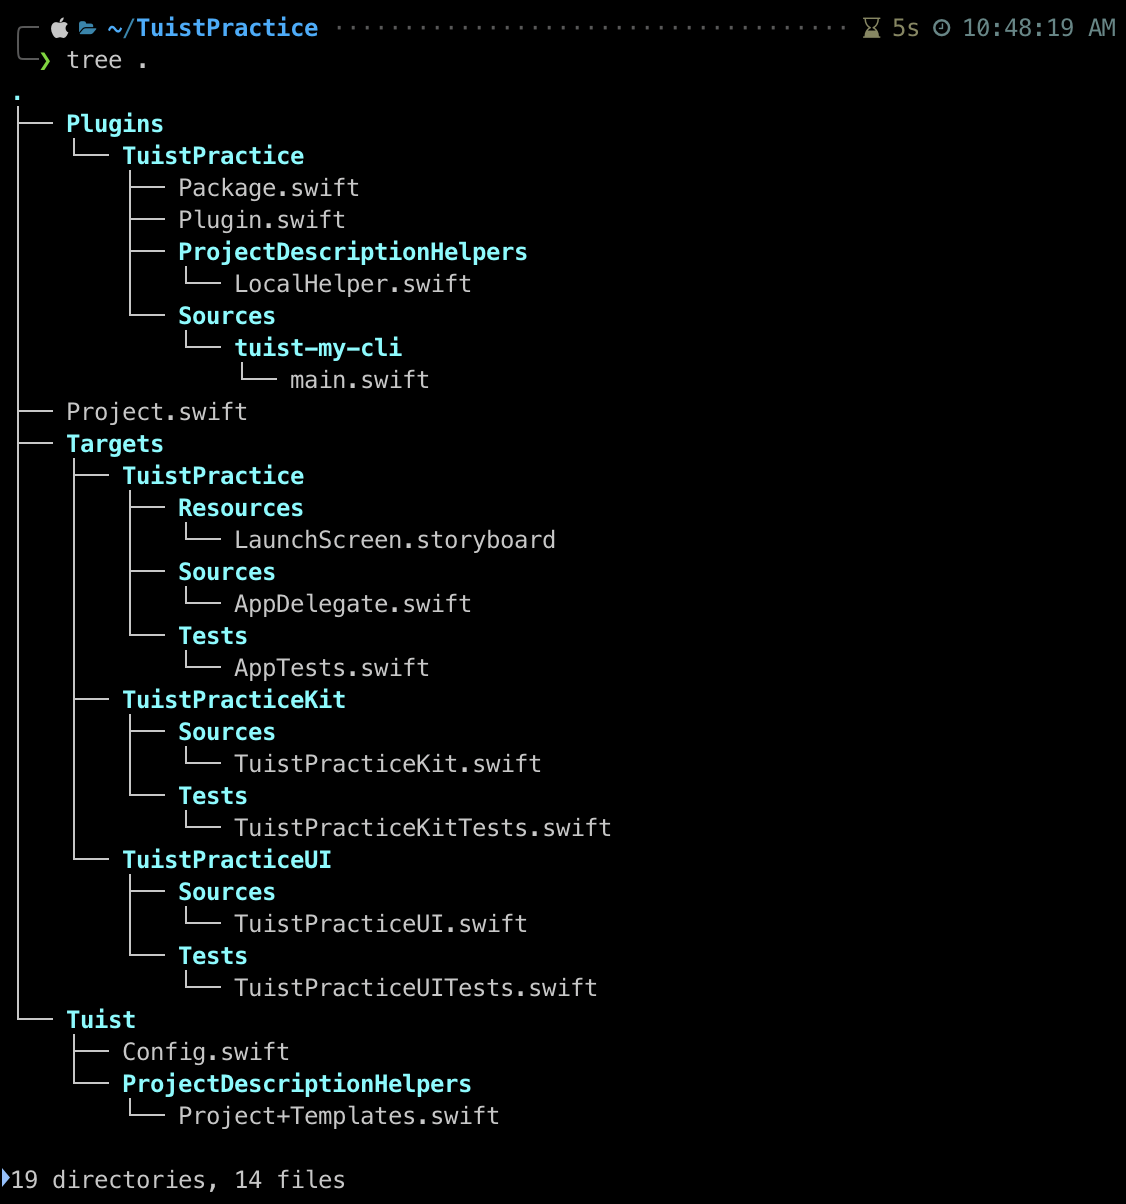 ~/TuistPractice 5s 10:48:19 AM
❯ tree .
.
├── Plugins
│   └── TuistPractice
│       ├── Package.swift
│       ├── Plugin.swift
│       ├── ProjectDescriptionHelpers
│       │   └── LocalHelper.swift
│       └── Sources
│           └── tuist-my-cli
│               └── main.swift
├── Project.swift
├── Targets
│   ├── TuistPractice
│   │   ├── Resources
│   │   │   └── LaunchScreen.storyboard
│   │   ├── Sources
│   │   │   └── AppDelegate.swift
│   │   └── Tests
│   │       └── AppTests.swift
│   ├── TuistPracticeKit
│   │   ├── Sources
│   │   │   └── TuistPracticeKit.swift
│   │   └── Tests
│   │       └── TuistPracticeKitTests.swift
│   └── TuistPracticeUI
│       ├── Sources
│       │   └── TuistPracticeUI.swift
│       └── Tests
│           └── TuistPracticeUITests.swift
└── Tuist
    ├── Config.swift
    └── ProjectDescriptionHelpers
        └── Project+Templates.swift
19 directories, 14 files